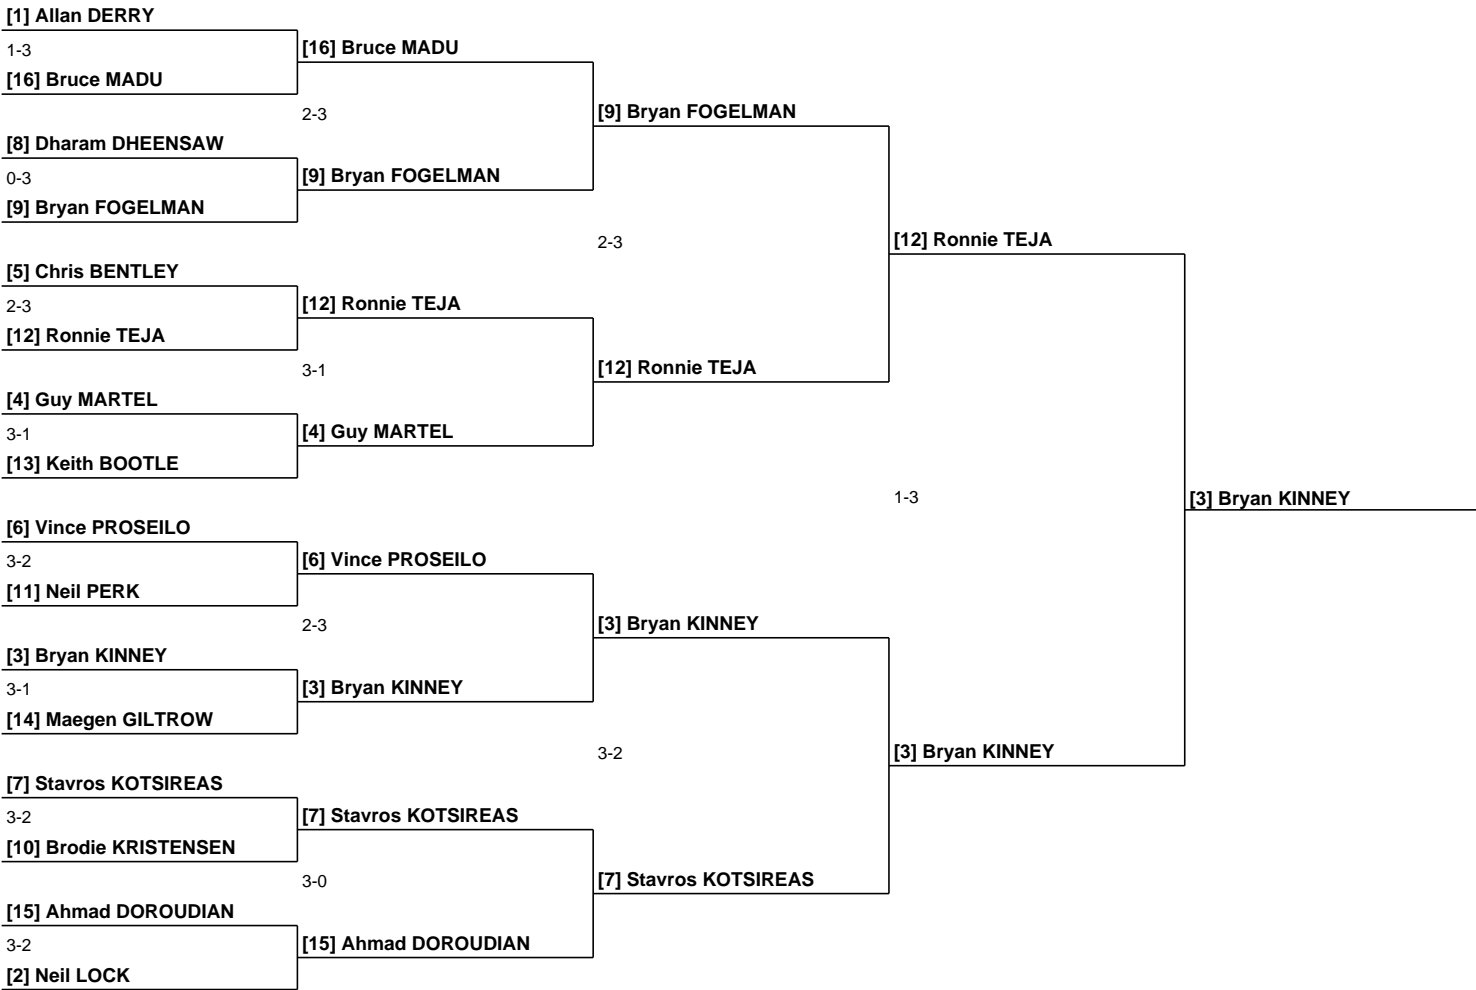 [1] Allan DERRY
1-3
[16] Bruce MADU
[16] Bruce MADU
2-3
[9] Bryan FOGELMAN
[8] Dharam DHEENSAW
0-3
[9] Bryan FOGELMAN
[9] Bryan FOGELMAN
2-3
[12] Ronnie TEJA
[5] Chris BENTLEY
2-3
[12] Ronnie TEJA
[12] Ronnie TEJA
3-1
[12] Ronnie TEJA
[4] Guy MARTEL
3-1
[4] Guy MARTEL
[13] Keith BOOTLE
1-3
[3] Bryan KINNEY
[6] Vince PROSEILO
3-2
[6] Vince PROSEILO
[11] Neil PERK
2-3
[3] Bryan KINNEY
[3] Bryan KINNEY
3-1
[3] Bryan KINNEY
[14] Maegen GILTROW
3-2
[3] Bryan KINNEY
[7] Stavros KOTSIREAS
3-2
[7] Stavros KOTSIREAS
[10] Brodie KRISTENSEN
3-0
[7] Stavros KOTSIREAS
[15] Ahmad DOROUDIAN
3-2
[15] Ahmad DOROUDIAN
[2] Neil LOCK